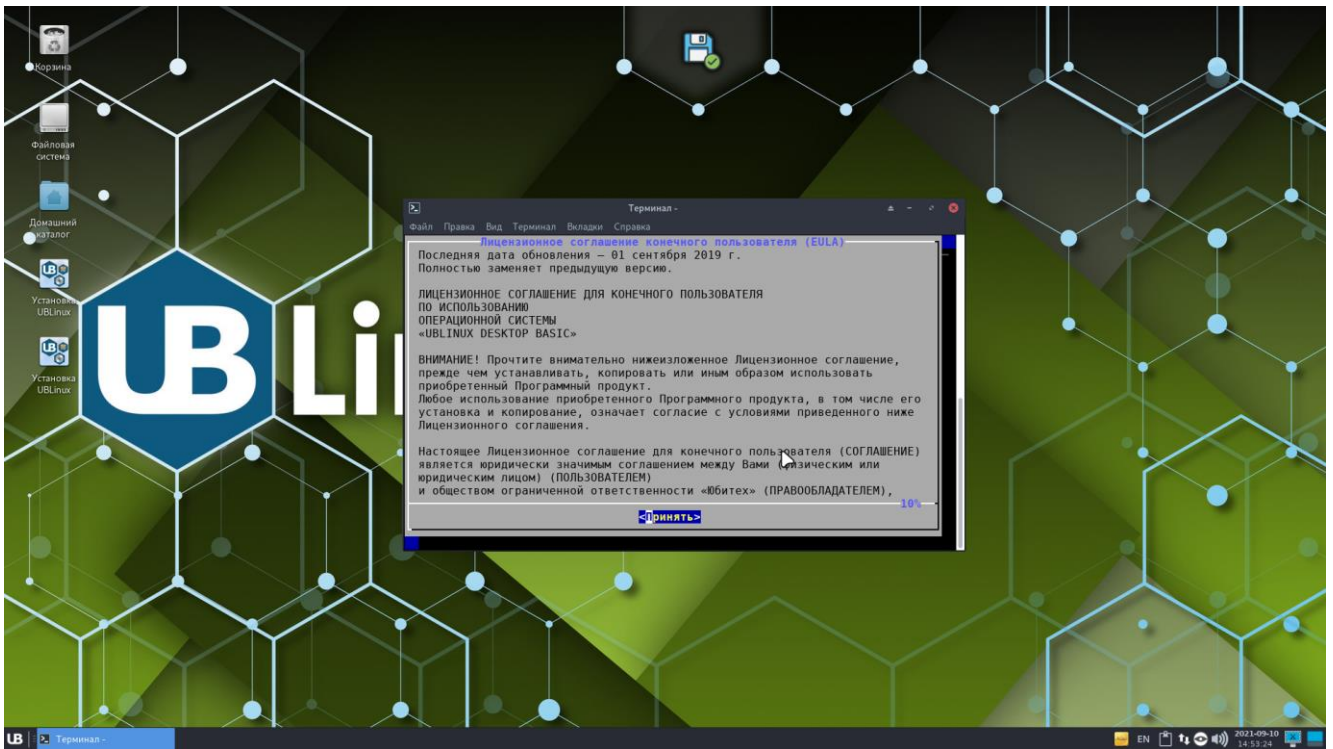 Корзина
Файловая
система
Домашний
каталог
Установка
UBLinux
Установка
UBLinux
UB Li
Терминал -
Файл Правка Вид Терминал Вкладки Справка
Лицензионное соглашение конечного пользователя (EULA)
Последняя дата обновления — 01 сентября 2019 г.
Полностью заменяет предыдущую версию.
ЛИЦЕНЗИОННОЕ СОГЛАШЕНИЕ ДЛЯ КОНЕЧНОГО ПОЛЬЗОВАТЕЛЯ
ПО ИСПОЛЬЗОВАНИЮ
ОПЕРАЦИОННОЙ СИСТЕМЫ
«UBLINUX DESKTOP BASIC»
ВНИМАНИЕ! Прочтите внимательно нижеизложенное Лицензионное соглашение,
прежде чем устанавливать, копировать или иным образом использовать
приобретенный Программный продукт.
Любое использование приобретенного Программного продукта, в том числе его
установка и копирование, означает согласие с условиями приведенного ниже
Лицензионного соглашения.
Настоящее Лицензионное соглашение для конечного пользователя (СОГЛАШЕНИЕ)
является юридически значимым соглашением между Вами (физическим или
юридическим лицом) (ПОЛЬЗОВАТЕЛЕМ)
и обществом ограниченной ответственности «Юбитех» (ПРАВООБЛАДАТЕЛЕМ),
10%
<Принять>
UB Терминал - EN 2021-09-10
14:53:24